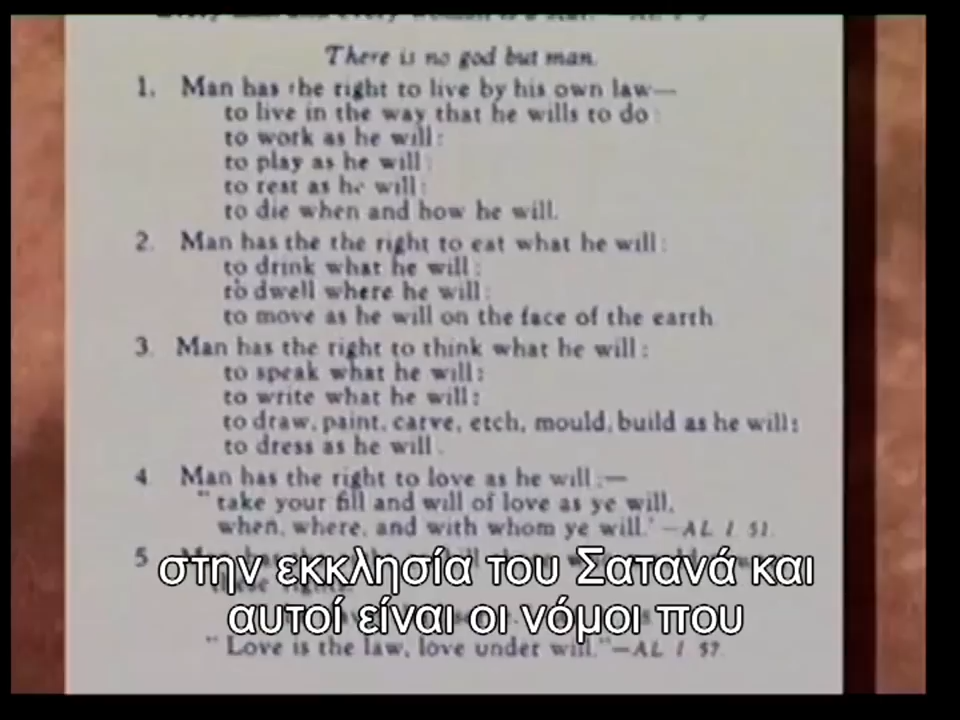 There is no god but man.
1. Man has the right to live by his own law—
to live in the way that he wills to do:
to work as he will:
to play as he will:
to rest as he will:
to die when and how he will.
2. Man has the the right to eat what he will:
to drink what he will:
to dwell where he will:
to move as he will on the face of the earth
3. Man has the right to think what he will:
to speak what he will:
to write what he will:
to draw, paint, carve, etch, mould, build as he will:
to dress as he will.
4. Man has the right to love as he will:—
"take your fill and will of love as ye will,
when, where, and with whom ye will." —AL I 51.
5
στην εκκλησία του Σατανά και
αυτοί είναι οι νόμοι που
"Love is the law, love under will."—AL I 57.